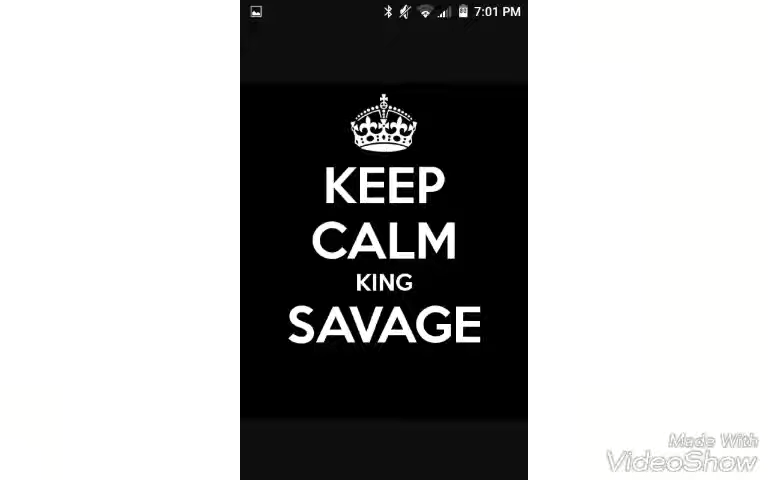 7:01 PM
KEEP
CALM
KING
SAVAGE
Made With
VideoShow